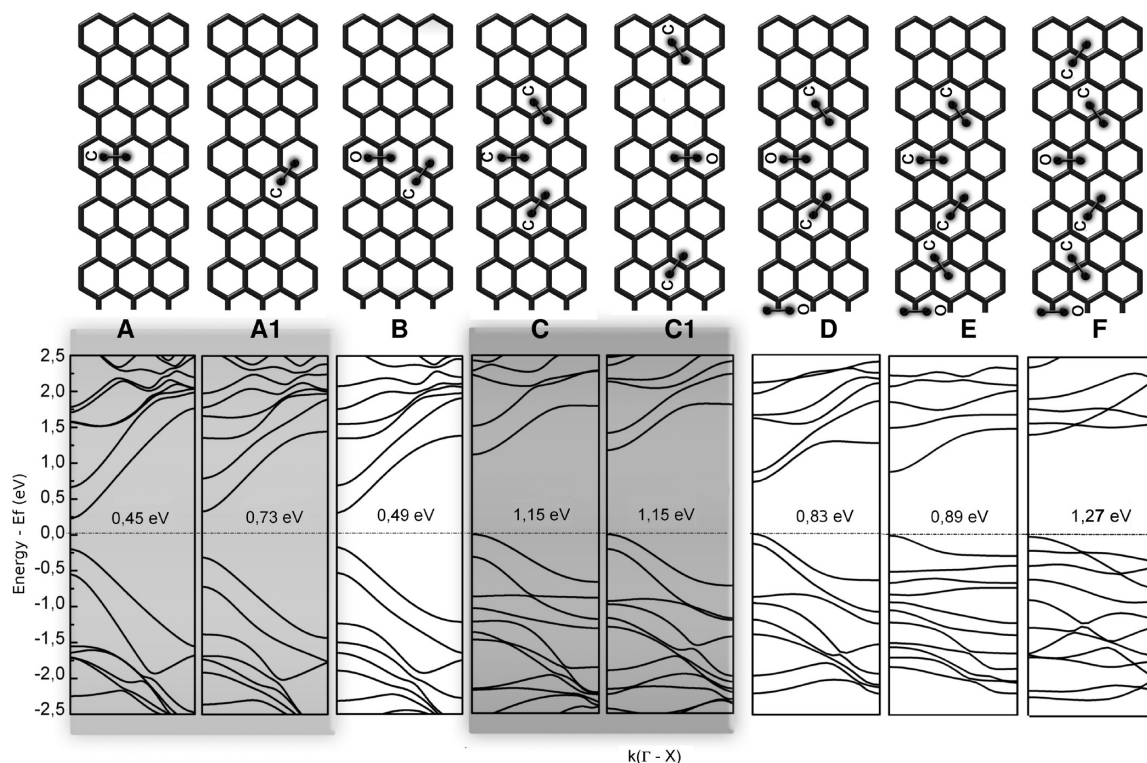 C
C
O
C
C
C
C
C
O
C
C
O
C
C
C
C
C
O
C
C
O
C
C
C
O
A
A1
B
C
C1
D
E
F
2,5
2.0
1,5
1,0
0,5
0.0
-0,5
-1,0
-1,5
-2,0
-2,5
Energy - Ef (eV)
0,45 eV
0,73 eV
0,49 eV
1,15 eV
1,15 eV
0,83 eV
0,89 eV
1,27 eV
k(Γ - X)